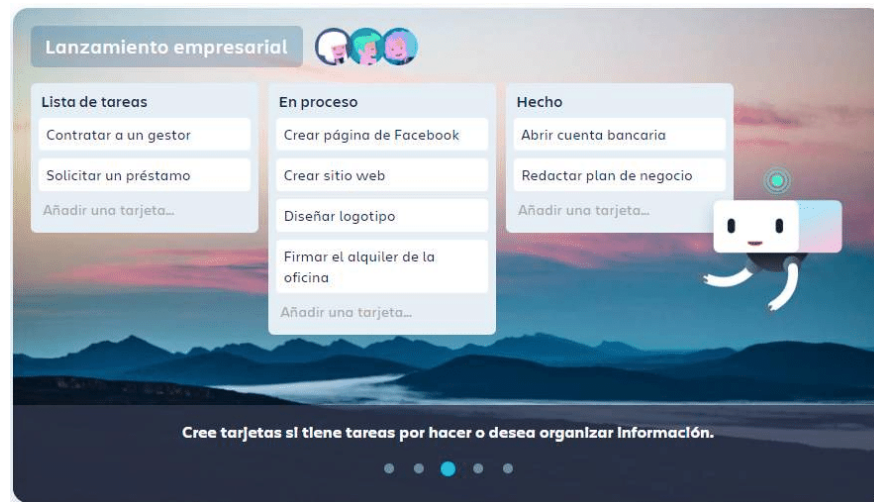 Lanzamiento empresarial
Lista de tareas
Contratar a un gestor
Solicitar un préstamo
Añadir una tarjeta...
En proceso
Crear página de Facebook
Crear sitio web
Diseñar logotipo
Firmar el alquiler de la
oficina
Añadir una tarjeta...
Hecho
Abrir cuenta bancaria
Redactar plan de negocio
Añadir una tarjeta...
Cree tarjetas si tiene tareas por hacer o desea organizar información.